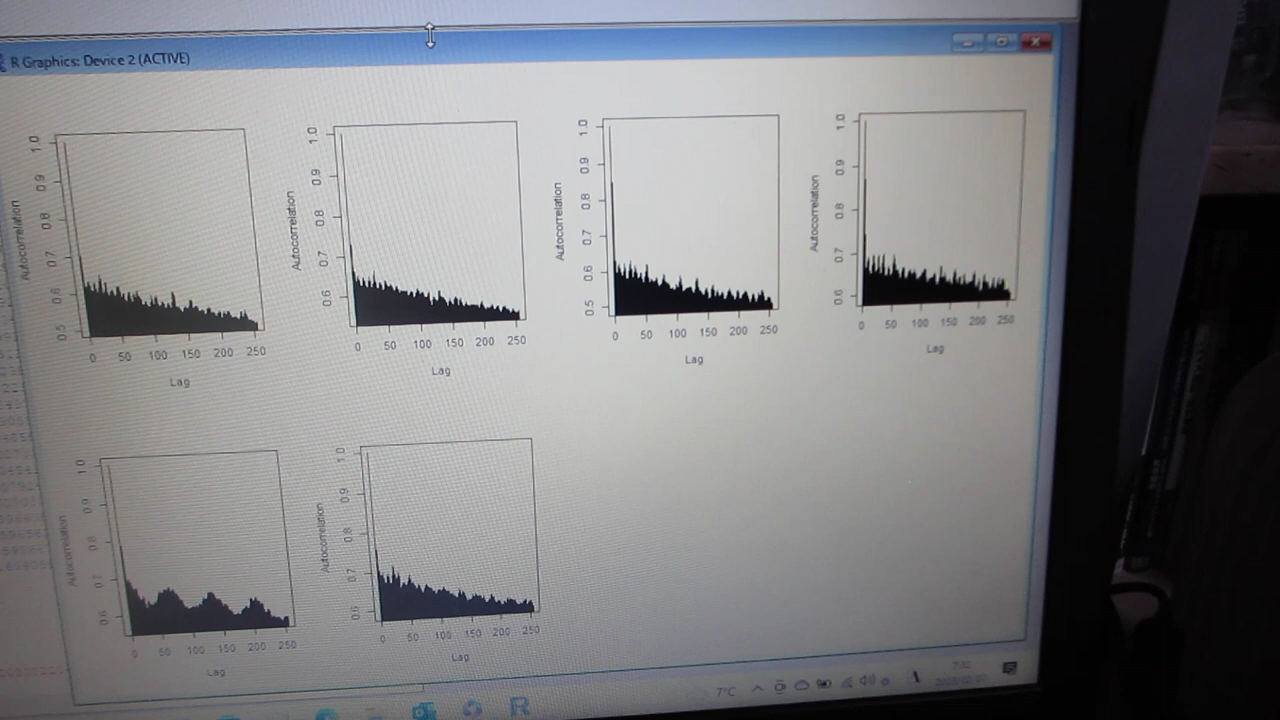 R Graphics: Device 2 (ACTIVE)
Autocorrelation
0.5 0.6 0.7 0.8 0.9 1.0
0 50 100 150 200 250
Lag
Autocorrelation
0.6 0.7 0.8 0.9 1.0
0 50 100 150 200 250
Lag
Autocorrelation
0.5 0.6 0.7 0.8 0.9 1.0
0 50 100 150 200 250
Lag
Autocorrelation
0.6 0.7 0.8 0.9 1.0
0 50 100 150 200 250
Lag
Autocorrelation
0.6 0.7 0.8 0.9 1.0
0 50 100 150 200 250
Lag
Autocorrelation
0.6 0.7 0.8 0.9 1.0
0 50 100 150 200 250
Lag
7°C
7:32